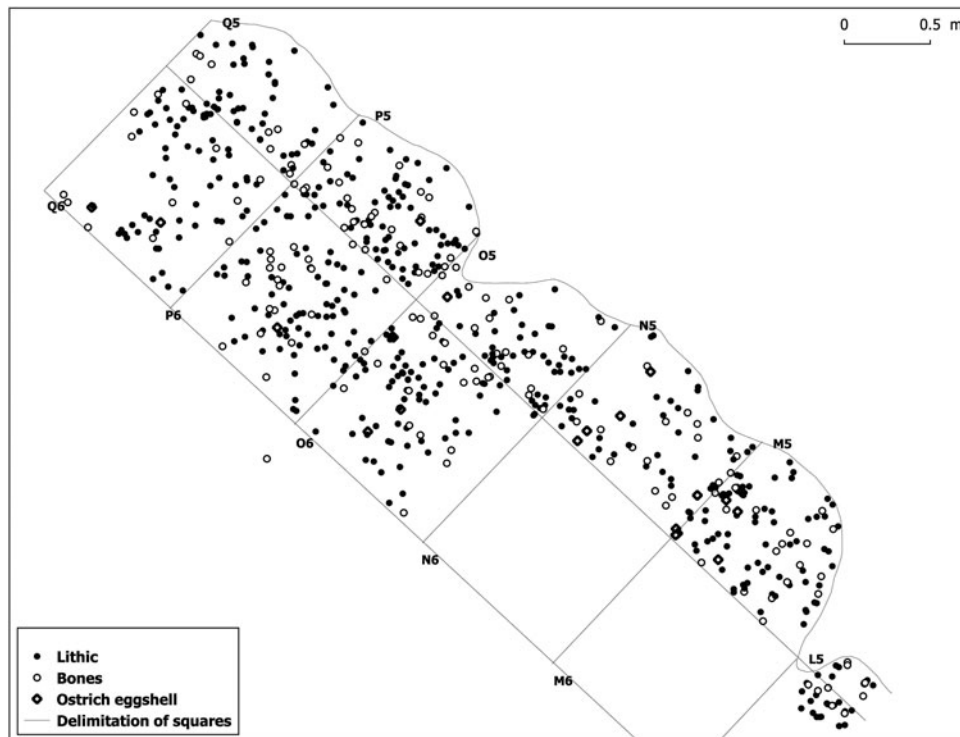 Q5
0 0.5 m
P5
Q6
O5
P6
N5
O6
M5
N6
L5
M6
Lithic
Bones
Ostrich eggshell
Delimitation of squares